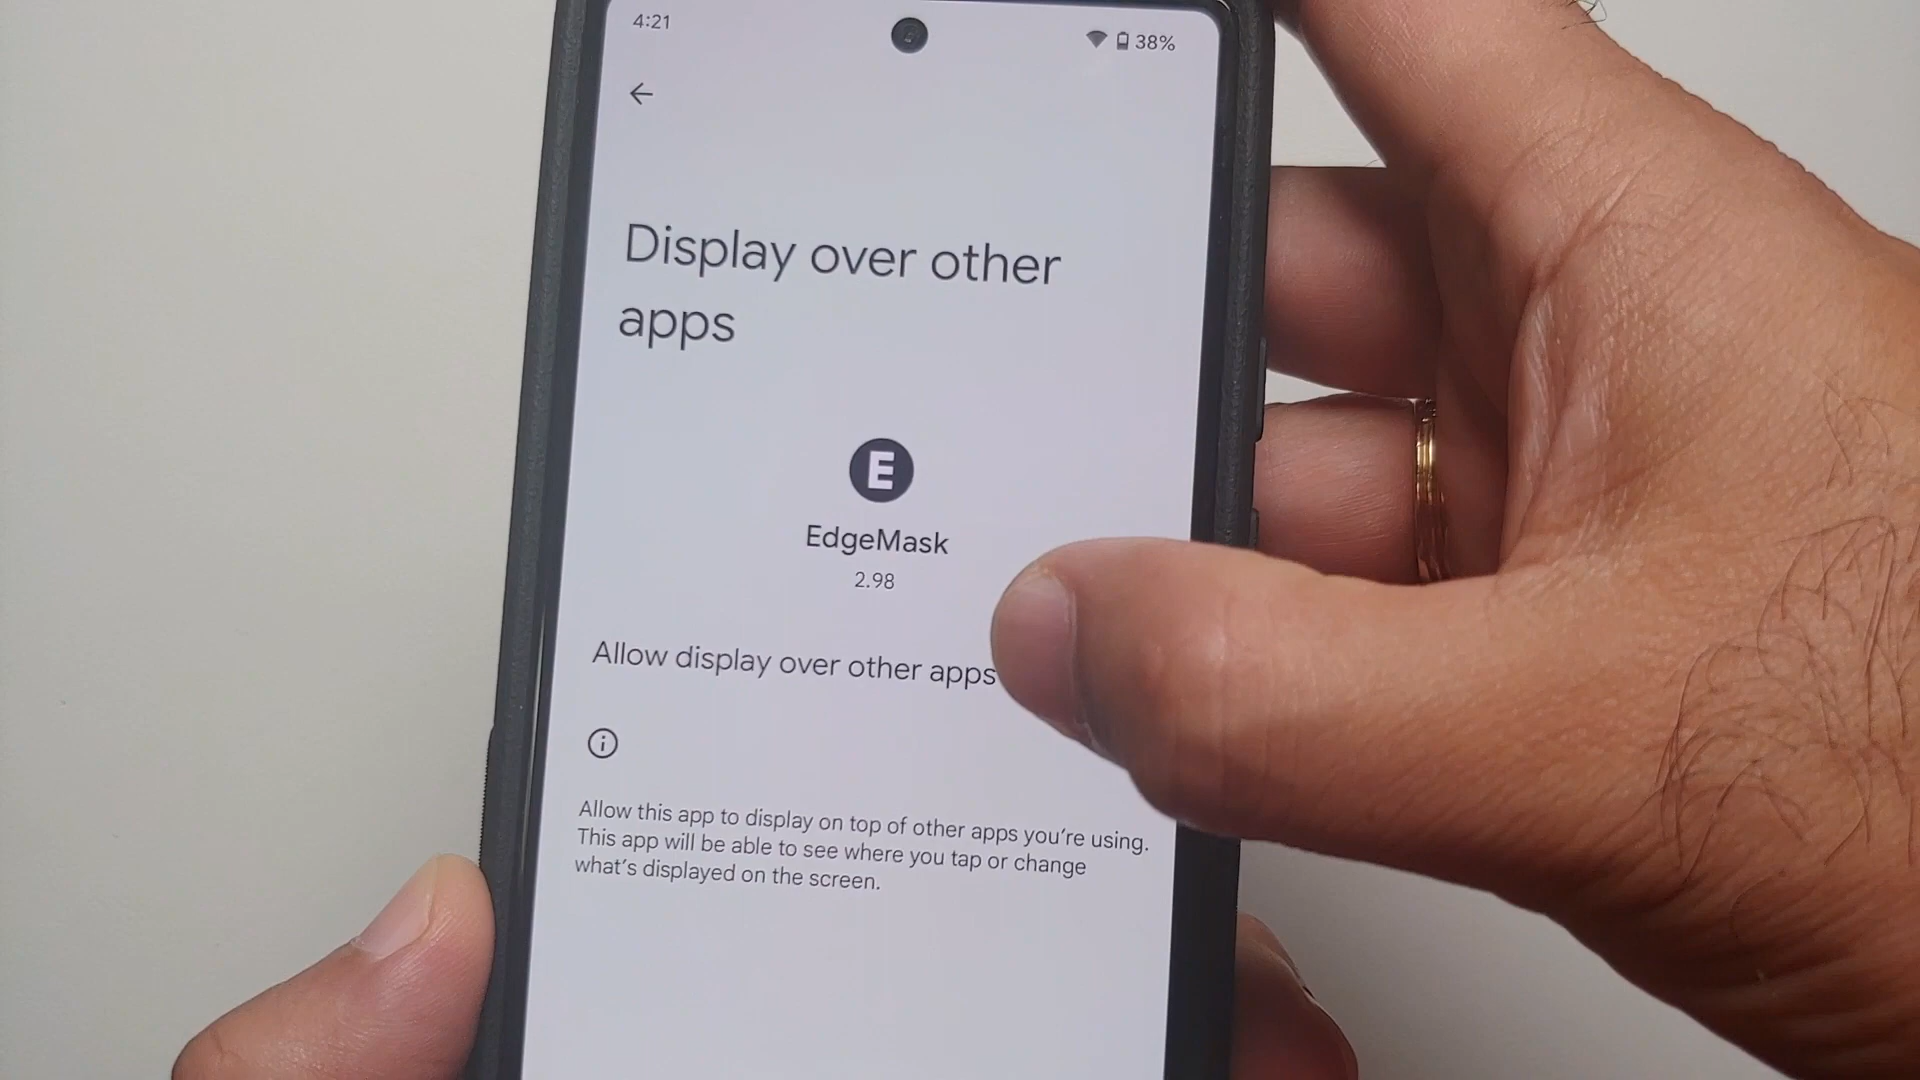 4:21
38%
Display over other
apps
E
EdgeMask
2.98
Allow display over other apps
Allow this app to display on top of other apps you're using.
This app will be able to see where you tap or change
what's displayed on the screen.